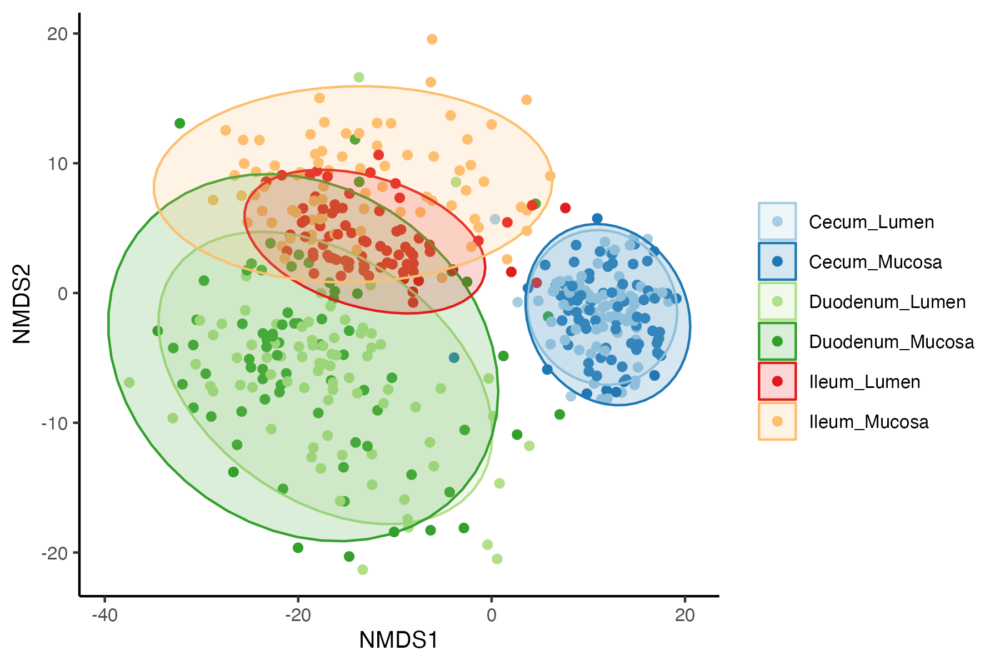 20
10
0
-10
-20
-40
-20
0
20
NMDS1
NMDS2
Cecum_Lumen
Cecum_Mucosa
Duodenum_Lumen
Duodenum_Mucosa
Ileum_Lumen
Ileum_Mucosa